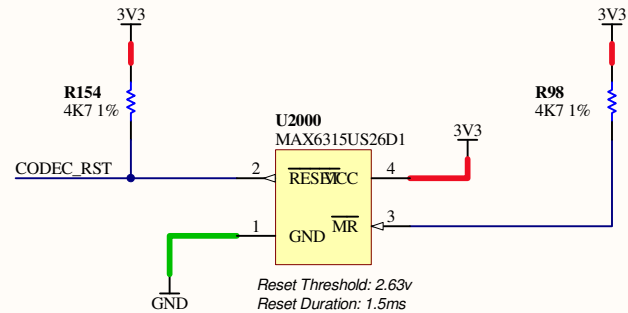 3V3
3V3
R154
4K7 1%
R98
4K7 1%
U2000
MAX6315US26D1
3V3
CODEC_RST
2
RESET
VCC
4
1
GND
MR
3
GND
Reset Threshold: 2.63v
Reset Duration: 1.5ms